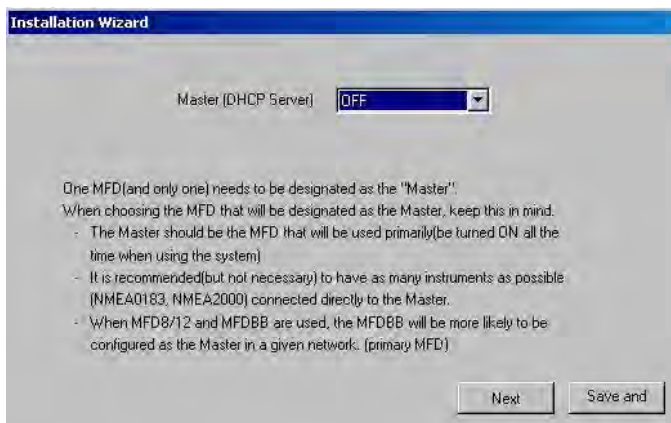 Installation Wizard
Master (DHCP Server) OFF
One MFD(and only one) needs to be designated as the "Master".
When choosing the MFD that will be designated as the Master, keep this in mind.
- The Master should be the MFD that will be used primarily(be turned ON all the
time when using the system)
- It is recommended(but not necessary) to have as many instruments as possible
(NMEA0183, NMEA2000) connected directly to the Master.
- When MFD8/12 and MFDBB are used, the MFDBB will be more likely to be
configured as the Master in a given network. (primary MFD)
Next Save and